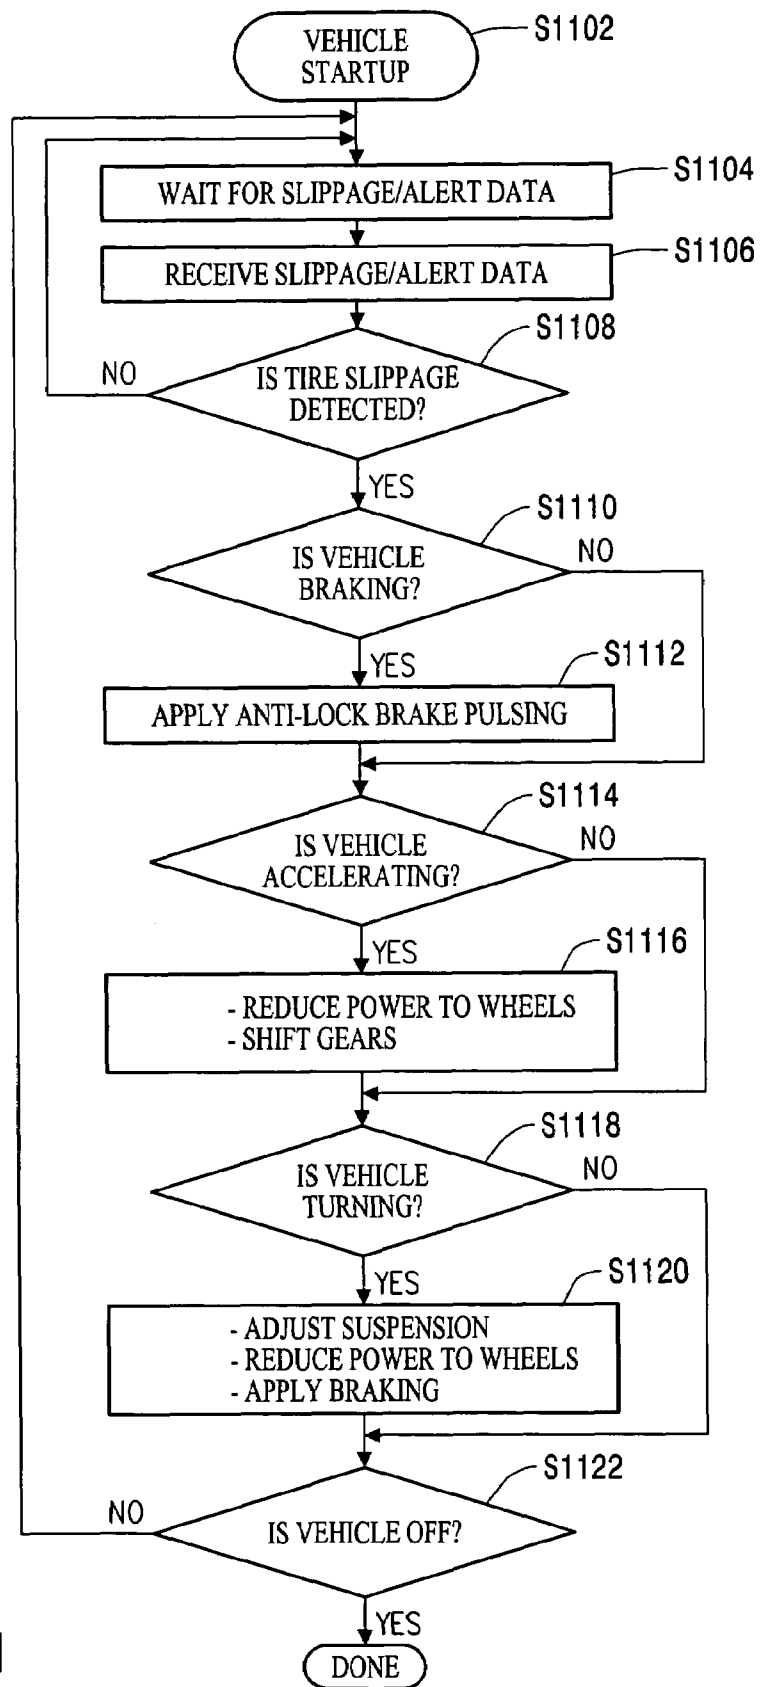 VEHICLE
STARTUP
S1102
WAIT FOR SLIPPAGE/ALERT DATA
S1104
RECEIVE SLIPPAGE/ALERT DATA
S1106
S1108
NO
IS TIRE SLIPPAGE
DETECTED?
YES
S1110
IS VEHICLE
BRAKING?
NO
YES
S1112
APPLY ANTI-LOCK BRAKE PULSING
S1114
IS VEHICLE
ACCELERATING?
NO
YES
S1116
- REDUCE POWER TO WHEELS
- SHIFT GEARS
S1118
IS VEHICLE
TURNING?
NO
YES
S1120
- ADJUST SUSPENSION
- REDUCE POWER TO WHEELS
- APPLY BRAKING
S1122
NO
IS VEHICLE OFF?
YES
DONE